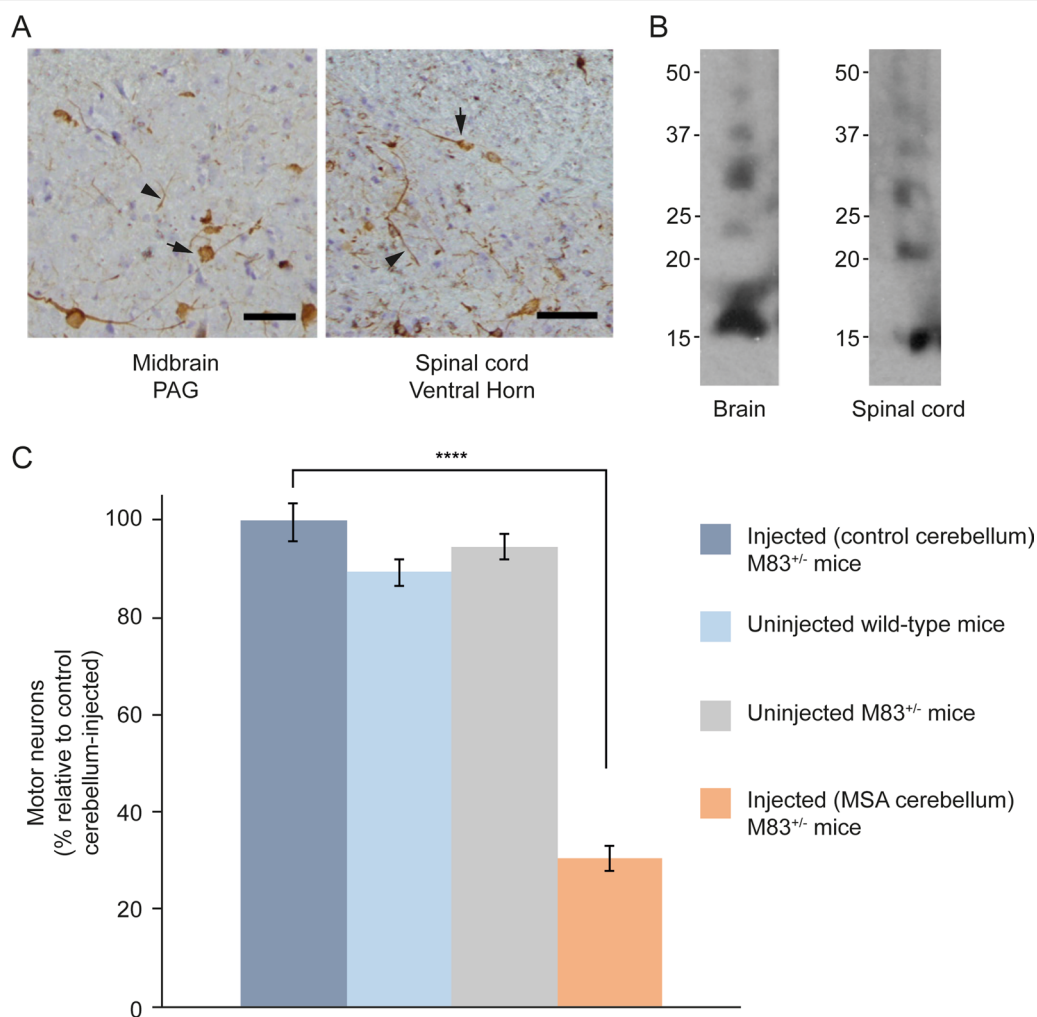 A
Midbrain
PAG
Spinal cord
Ventral Horn
B
50
37
25
20
15
Brain
50
37
25
20
15
Spinal cord
C
****
Motor neurons
(% relative to control
cerebellum-injected)
100
80
60
40
20
0
Injected (control cerebellum)
M83+/- mice
Uninjected wild-type mice
Uninjected M83+/- mice
Injected (MSA cerebellum)
M83+/- mice